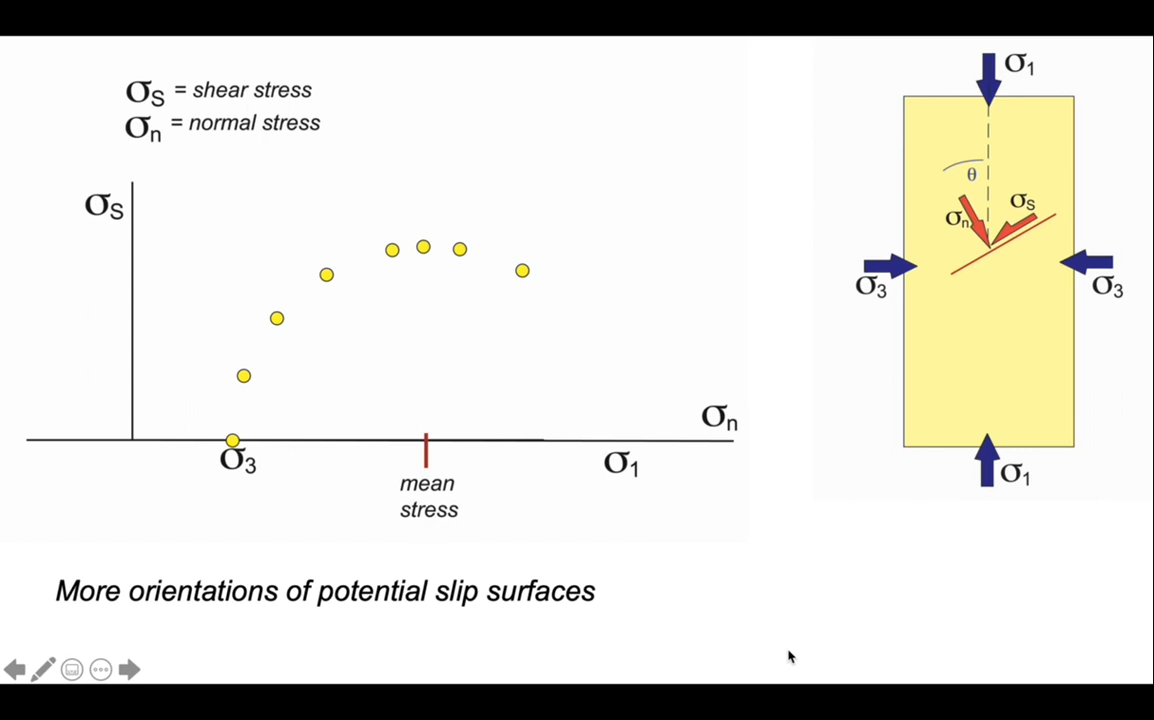 σS = shear stress
σn = normal stress
σS
σn
σ3
σ1
mean
stress
More orientations of potential slip surfaces
σ1
θ
σn
σS
σ3
σ3
σ1